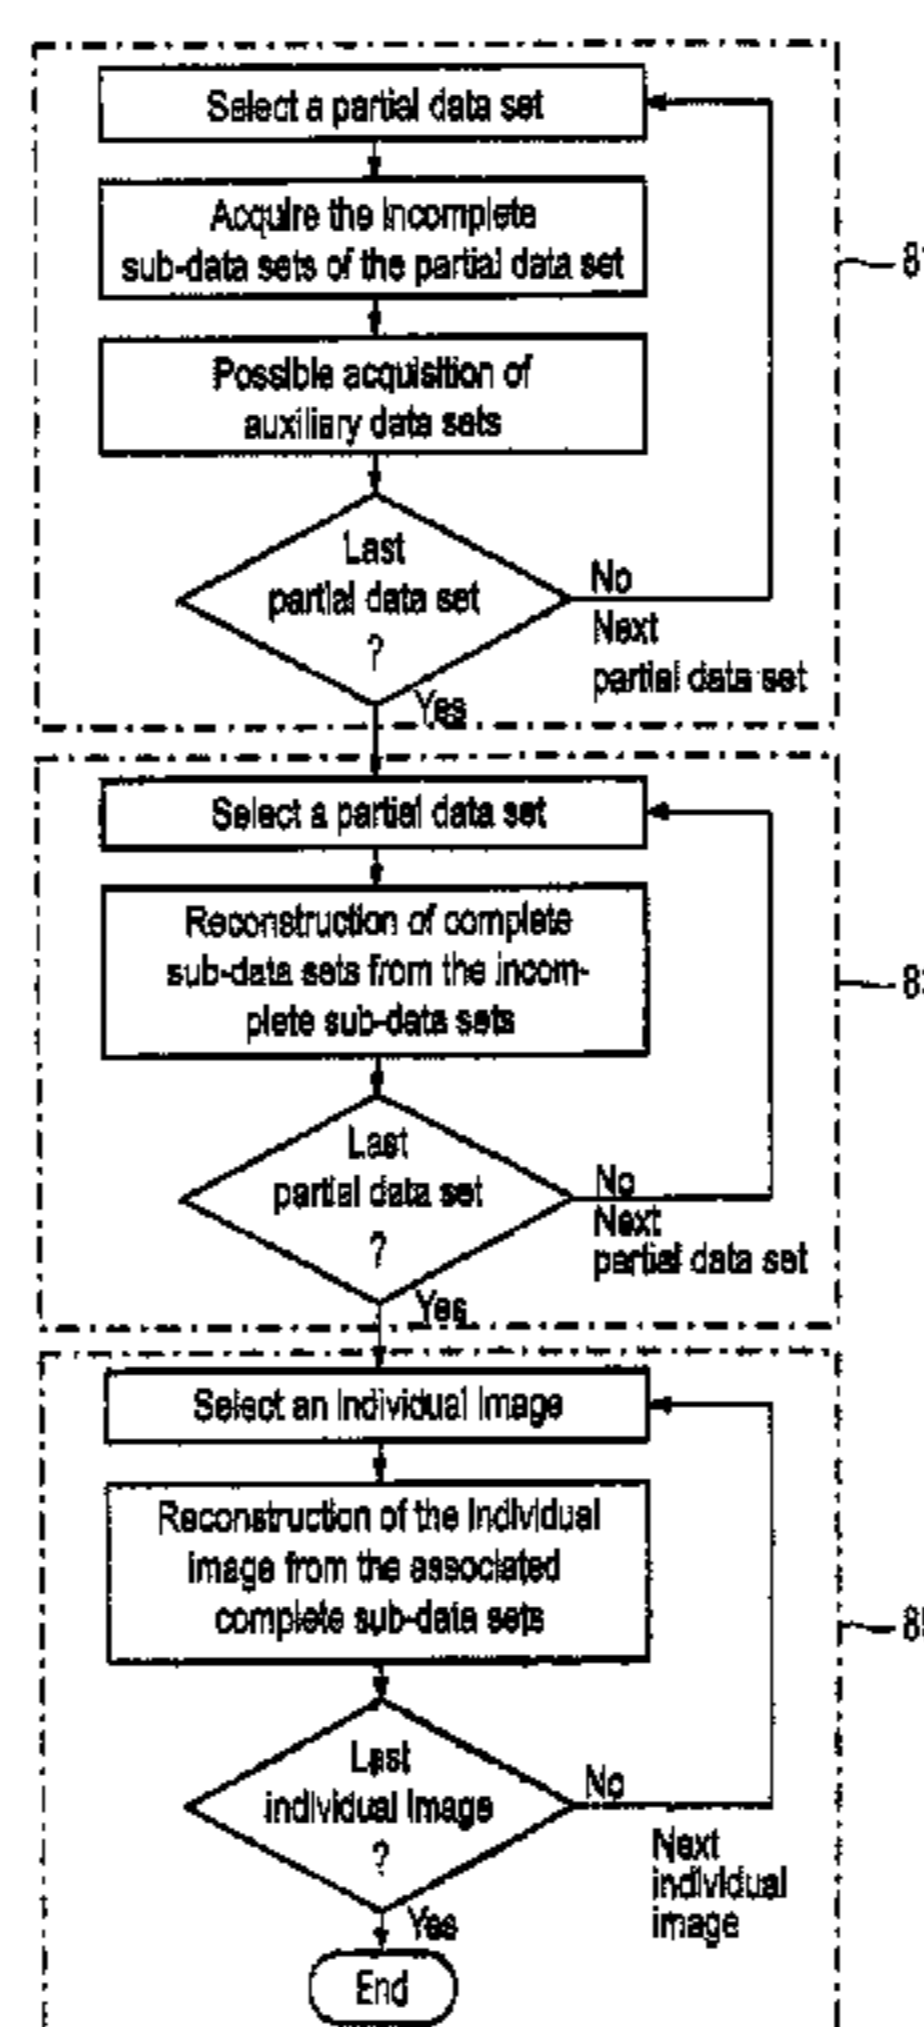 Select a partial data set
Acquire the incomplete
sub-data sets of the partial data set
Possible acquisition of
auxiliary data sets
Last
partial data set
?
No
Next
partial data set
Yes
Select a partial data set
Reconstruction of complete
sub-data sets from the incom-
plete sub-data sets
Last
partial data set
?
No
Next
partial data set
Yes
Select an individual image
Reconstruction of the individual
image from the associated
complete sub-data sets
Last
individual image
?
No
Next
individual
image
Yes
End